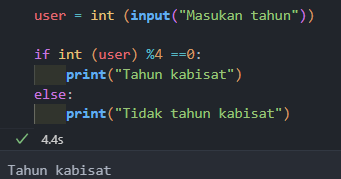 user = int (input("Masukan tahun"))
if int (user) %4 ==0:
print("Tahun kabisat")
else:
print("Tidak tahun kabisat")
✓ 4.4s
Tahun kabisat